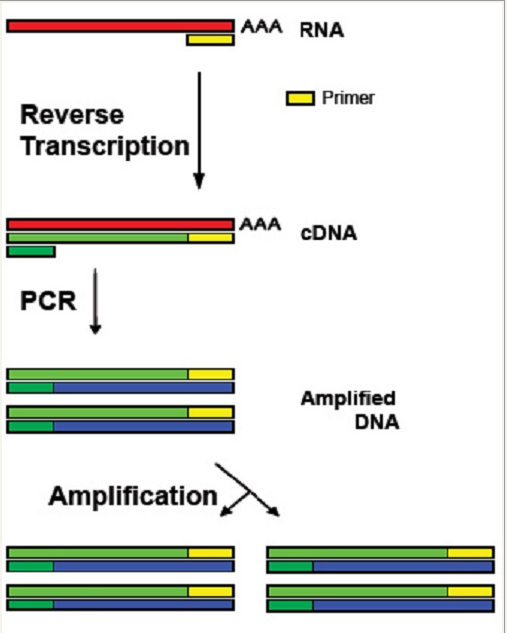 AAA RNA
Primer
Reverse
Transcription
AAA
cDNA
PCR
Amplified
DNA
Amplification